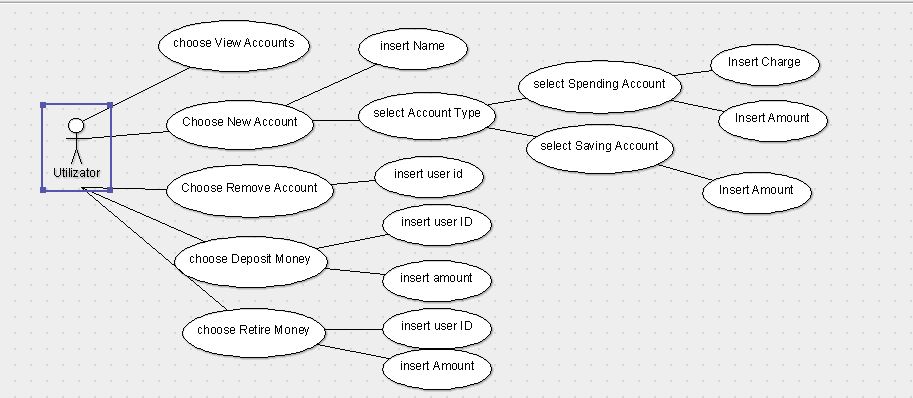 choose View Accounts
insert Name
Insert Charge
select Spending Account
Choose New Account
select Account Type
Insert Amount
select Saving Account
Utilizator
Choose Remove Account
insert user id
Insert Amount
insert user ID
choose Deposit Money
insert amount
choose Retire Money
insert user ID
insert Amount